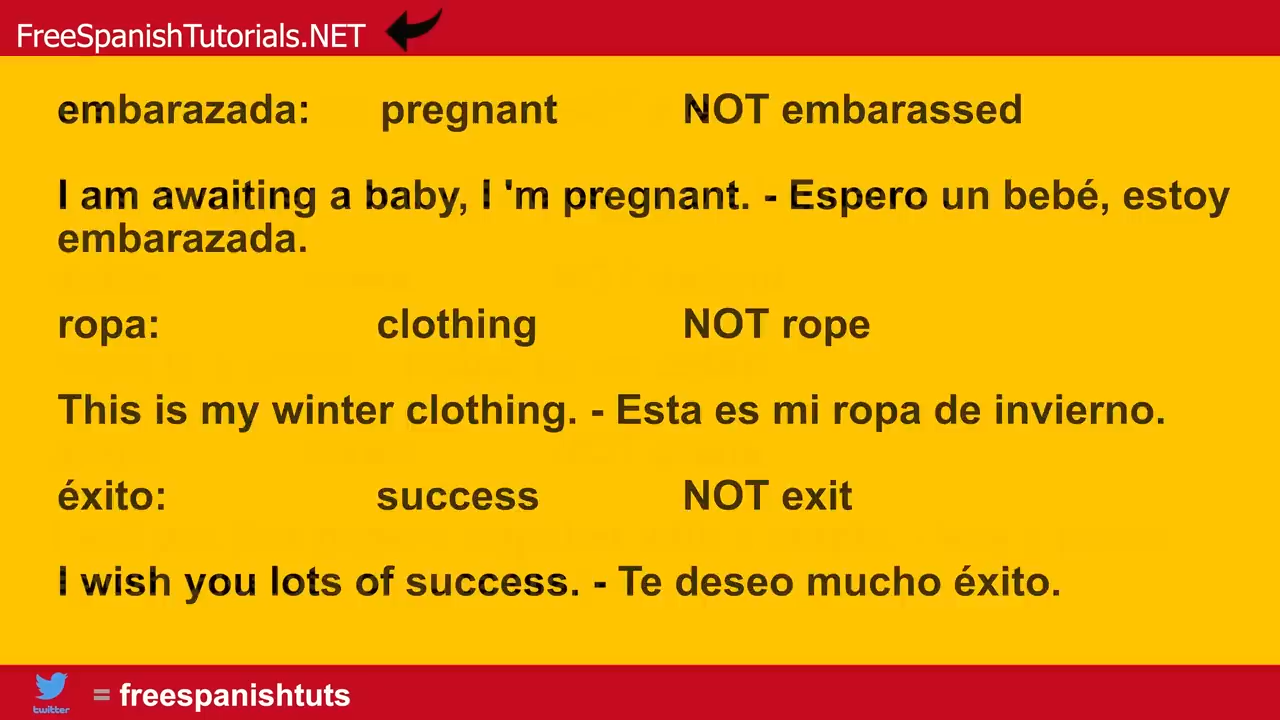 FreeSpanishTutorials.NET
embarazada: pregnant NOT embarassed
I am awaiting a baby, I 'm pregnant. - Espero un bebé, estoy
embarazada.
ropa: clothing NOT rope
This is my winter clothing. - Esta es mi ropa de invierno.
éxito: success NOT exit
I wish you lots of success. - Te deseo mucho éxito.
twitter = freespanishtuts